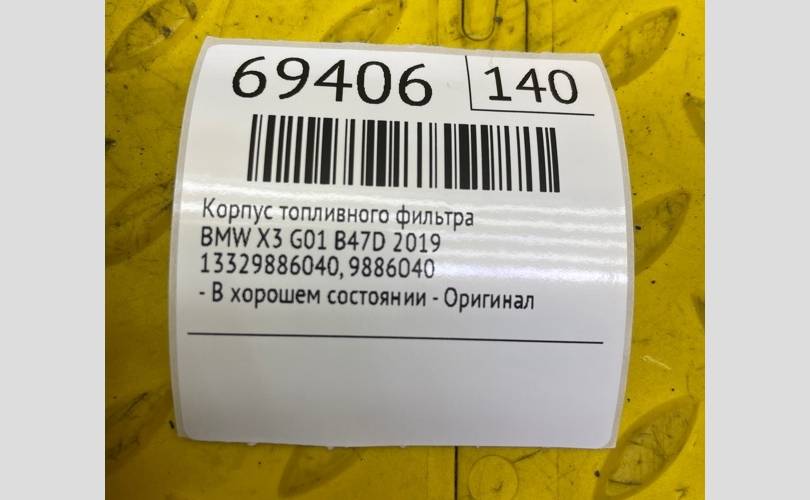 69406 140
Корпус топливного фильтра
BMW X3 G01 B47D 2019
13329886040, 9886040
- В хорошем состоянии - Оригинал